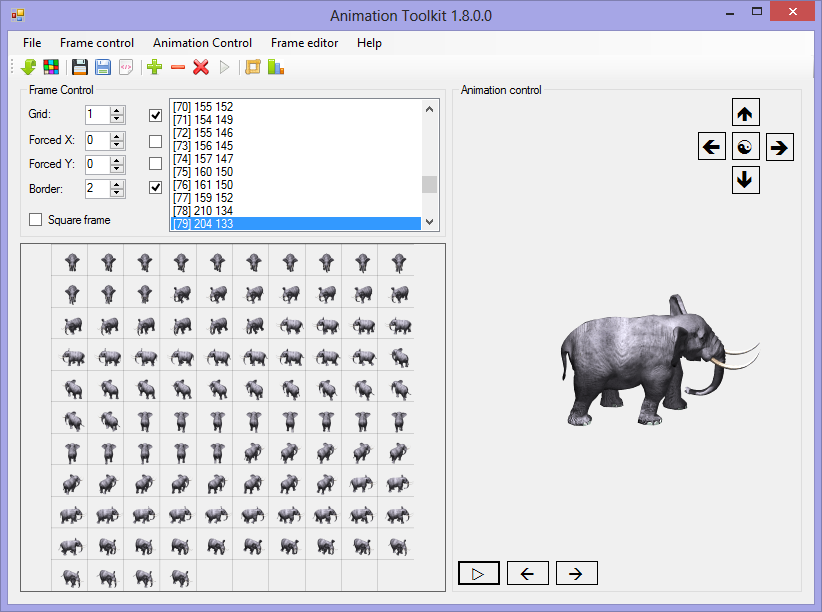 Animation Toolkit 1.8.0.0
File Frame control Animation Control Frame editor Help
Frame Control
Grid: 1
Forced X: 0
Forced Y: 0
Border: 2
Square frame
[70] 155 152
[71] 154 149
[72] 155 146
[73] 156 145
[74] 157 147
[75] 160 150
[76] 161 150
[77] 159 152
[78] 210 134
[79] 204 133
Animation control